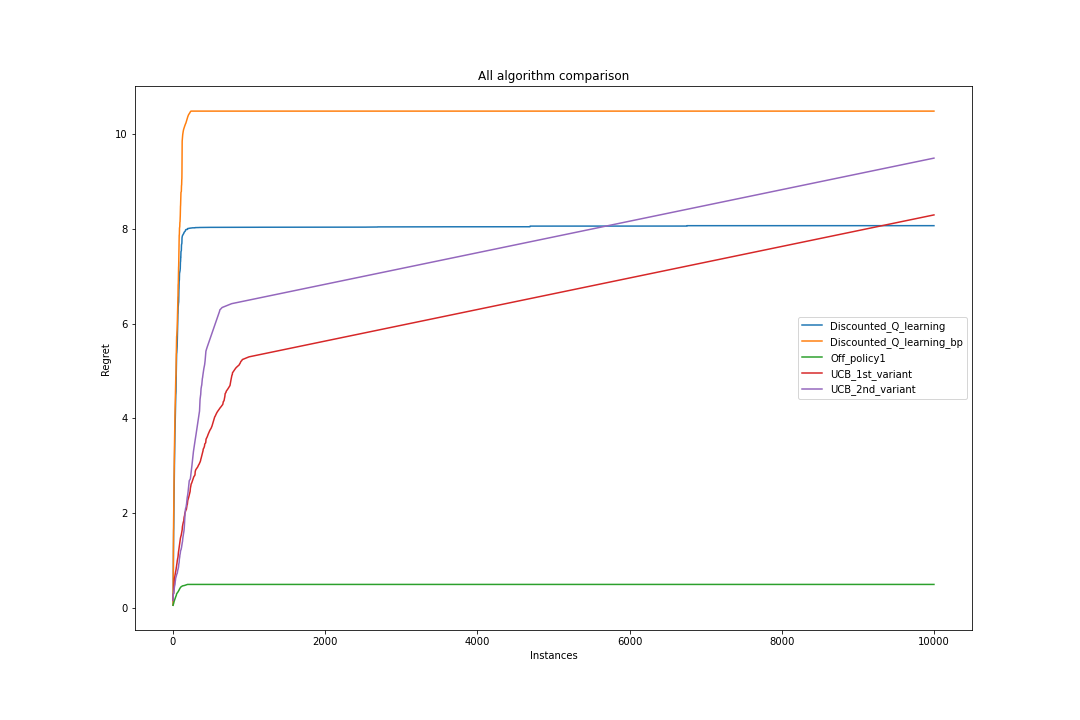 All algorithm comparison
Regret
10
8
6
4
2
0
0 2000 4000 6000 8000 10000
Instances
Discounted_Q_learning
Discounted_Q_learning_bp
Off_policy1
UCB_1st_variant
UCB_2nd_variant